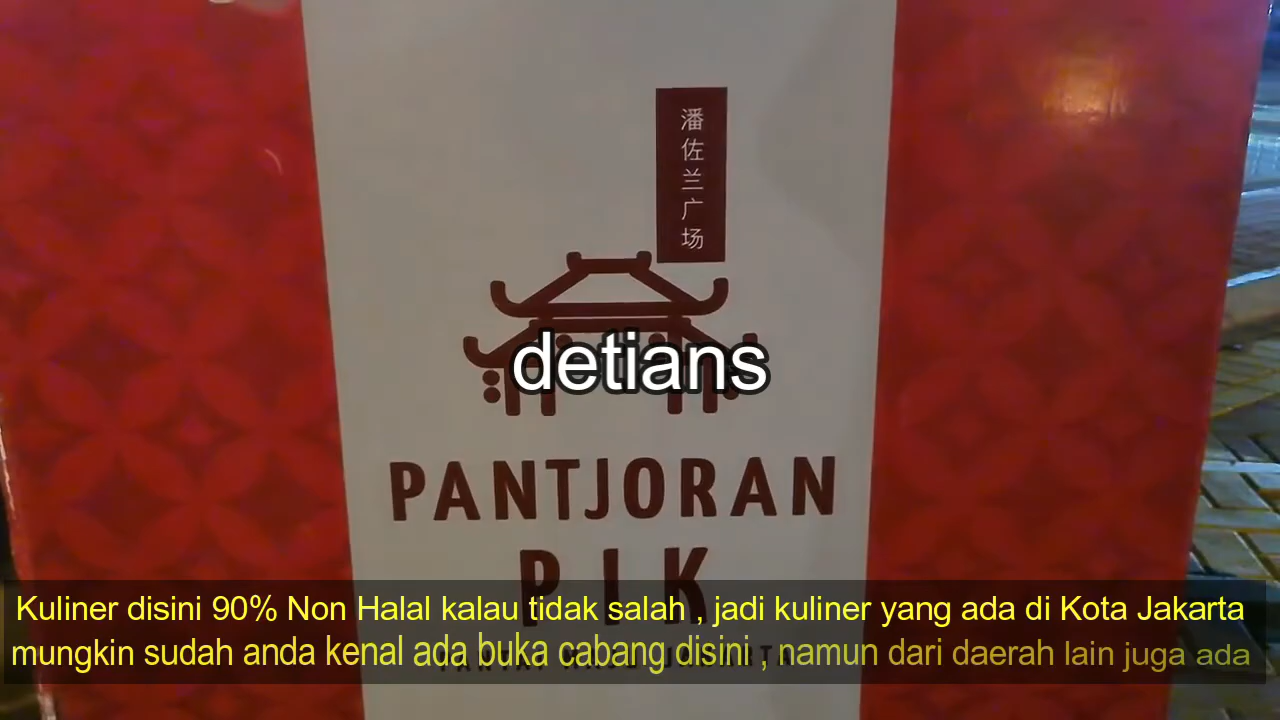 潘佐兰广场
detians
PANTJORAN
PIK
Kuliner disini 90% Non Halal kalau tidak salah , jadi kuliner yang ada di Kota Jakarta
mungkin sudah anda kenal ada buka cabang disini , namun dari daerah lain juga ada